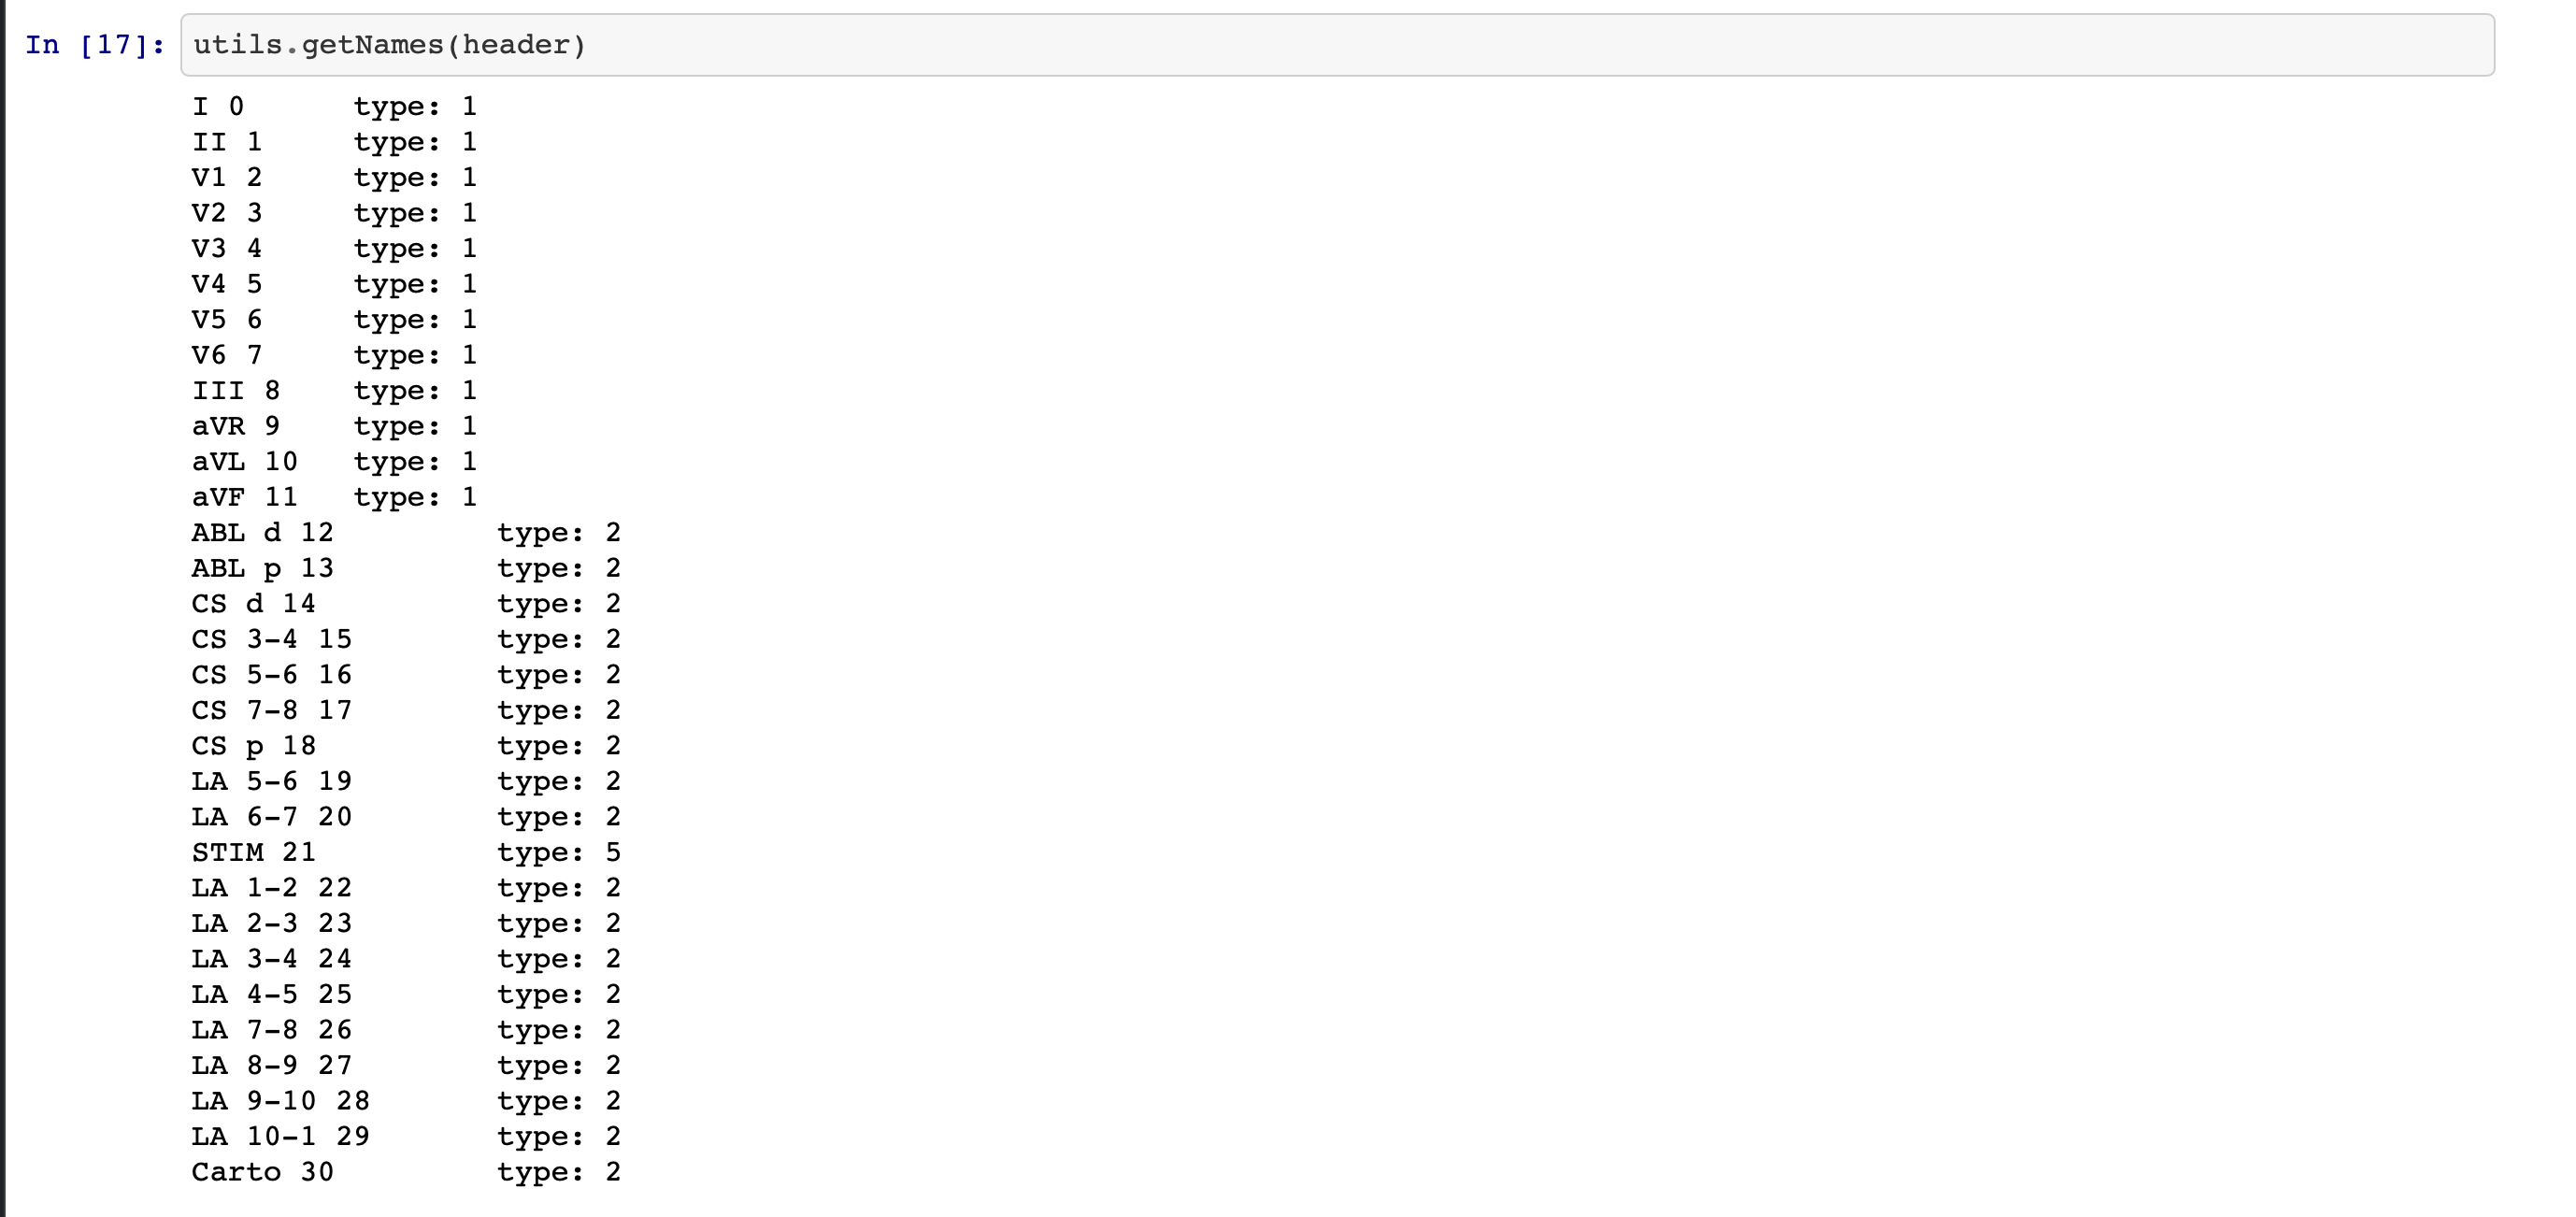 In [17]: utils.getNames(header)
I 0 type: 1
II 1 type: 1
V1 2 type: 1
V2 3 type: 1
V3 4 type: 1
V4 5 type: 1
V5 6 type: 1
V6 7 type: 1
III 8 type: 1
aVR 9 type: 1
aVL 10 type: 1
aVF 11 type: 1
ABL d 12 type: 2
ABL p 13 type: 2
CS d 14 type: 2
CS 3-4 15 type: 2
CS 5-6 16 type: 2
CS 7-8 17 type: 2
CS p 18 type: 2
LA 5-6 19 type: 2
LA 6-7 20 type: 2
STIM 21 type: 5
LA 1-2 22 type: 2
LA 2-3 23 type: 2
LA 3-4 24 type: 2
LA 4-5 25 type: 2
LA 7-8 26 type: 2
LA 8-9 27 type: 2
LA 9-10 28 type: 2
LA 10-1 29 type: 2
Carto 30 type: 2